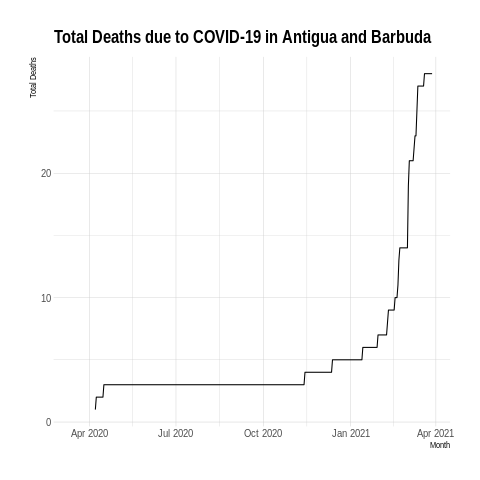 Total Deaths due to COVID-19 in Antigua and Barbuda
Total Deaths
20
10
0
Apr 2020 Jul 2020 Oct 2020 Jan 2021 Apr 2021
Month